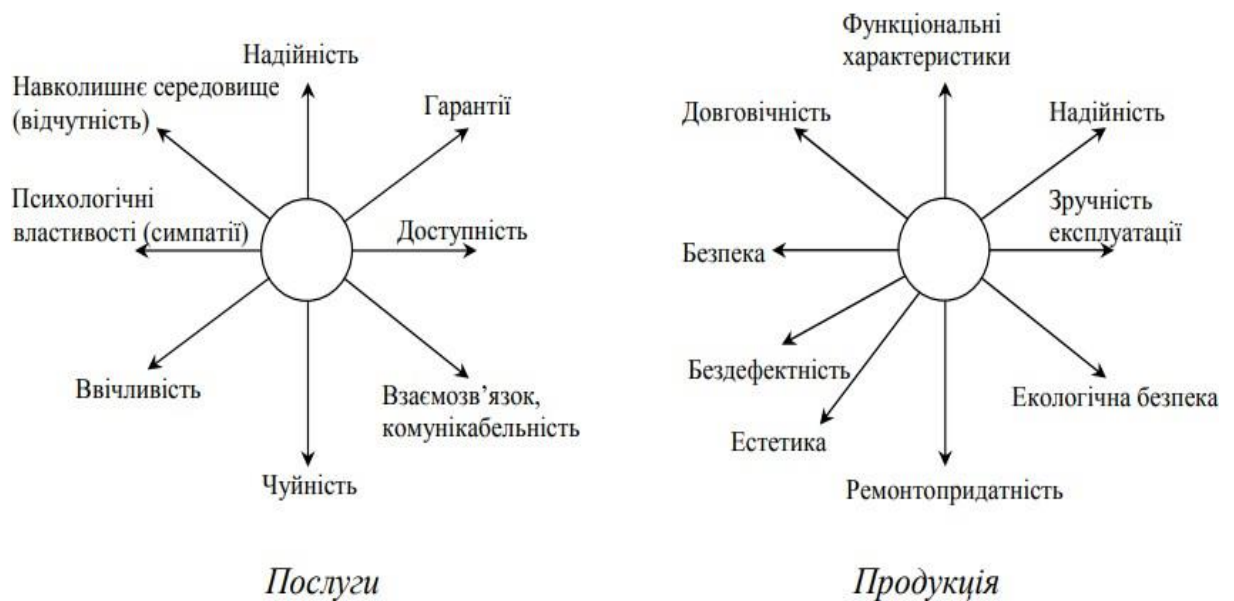 Надійність
Навколишнє середовище
(відчутність)
Гарантії
Психологічні
властивості (симпатії)
Доступність
Ввічливість
Взаємозв’язок,
комунікабельність
Чуйність
Послуги
Функціональні
характеристики
Довговічність
Надійність
Зручність
експлуатації
Безпека
Бездефектність
Екологічна безпека
Естетика
Ремонтопридатність
Продукція